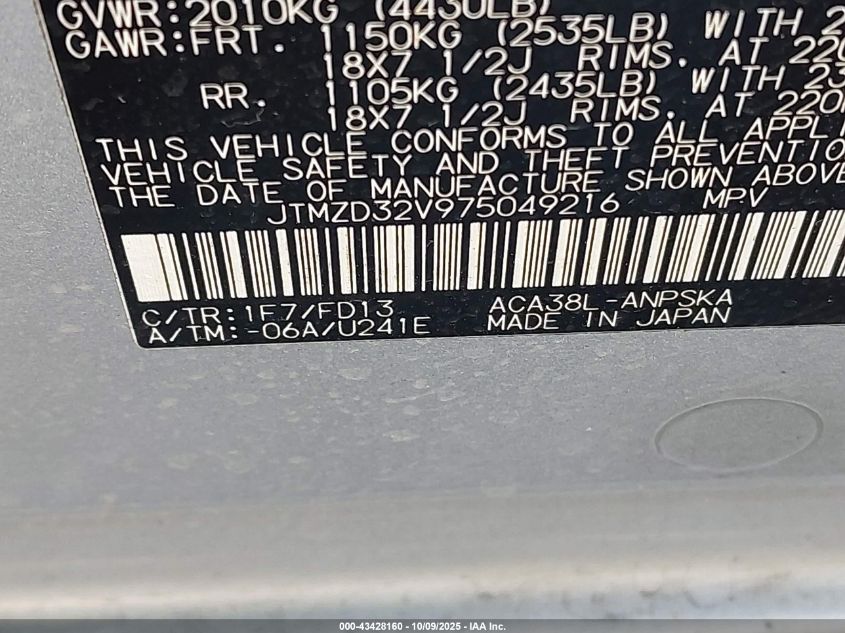 GVWR:2010KG (4430LB)
GAWR:FRT. 1150KG (2535LB) WITH
18X7 1/2J RIMS. AT
RR. 1105KG (2435LB) WITH
18X7 1/2J RIMS. AT
THIS VEHICLE CONFORMS TO ALL
VEHICLE SAFETY AND THEFT
THE DATE OF MANUFACTURE SHOWN ABOVE
JTMZD32V975049216 MPV
C/TR:1F7/FD13 ACA38L-ANPSKA
A/TM:-06A/U241E MADE IN JAPAN
000-43428160 - 10/09/2025 - IAA Inc.